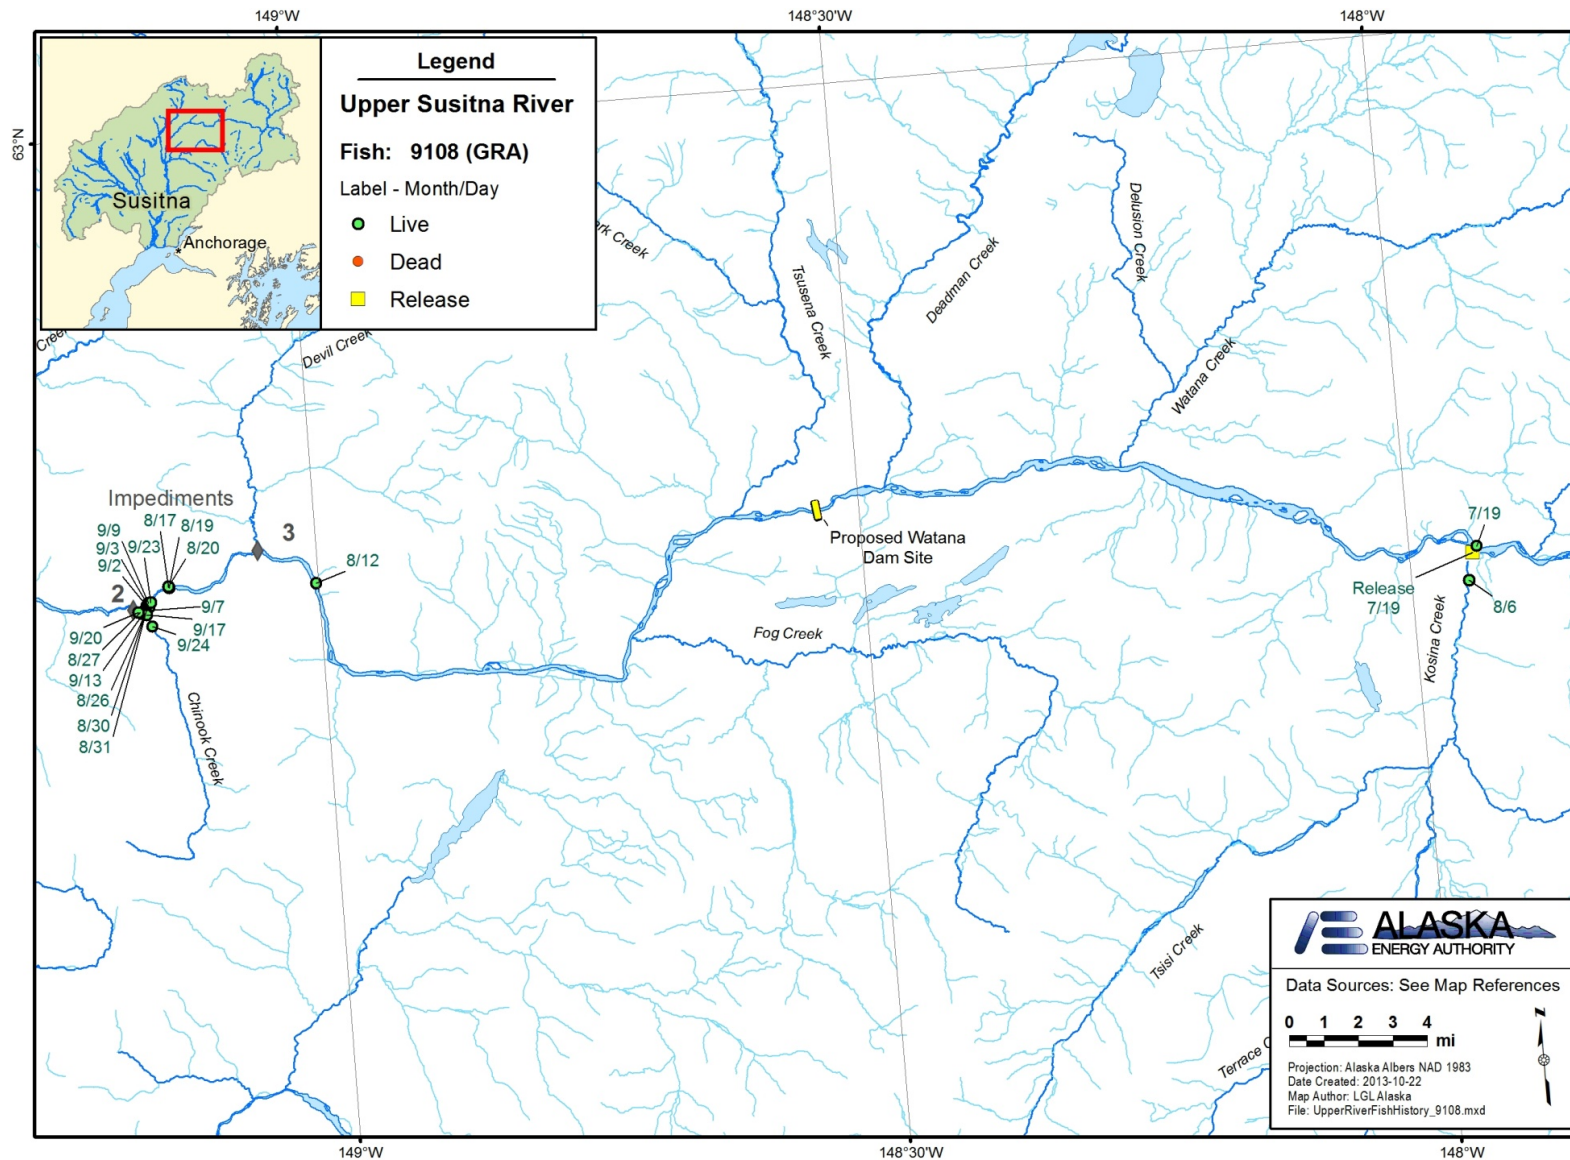 149°W
148°30'W
148°W
63°N
Legend
Upper Susitna River
Fish: 9108 (GRA)
Label - Month/Day
Live
Dead
Release
Susitna
Anchorage
Creek
Devil Creek
ork Creek
Tsusena Creek
Deadman Creek
Delusion Creek
Watana Creek
Impediments
9/9
8/17
8/19
9/3
9/23
8/20
9/2
3
8/12
2
9/7
9/20
9/17
8/27
9/24
9/13
8/26
8/30
8/31
Chinook Creek
Proposed Watana
Dam Site
Fog Creek
7/19
Release
7/19
8/6
Kosina Creek
Tsisi Creek
Terrace C
ALASKA
ENERGY AUTHORITY
Data Sources: See Map References
0 1 2 3 4
mi
N
Projection: Alaska Albers NAD 1983
Date Created: 2013-10-22
Map Author: LGL Alaska
File: UpperRiverFishHistory_9108.mxd
149°W
148°30'W
148°W